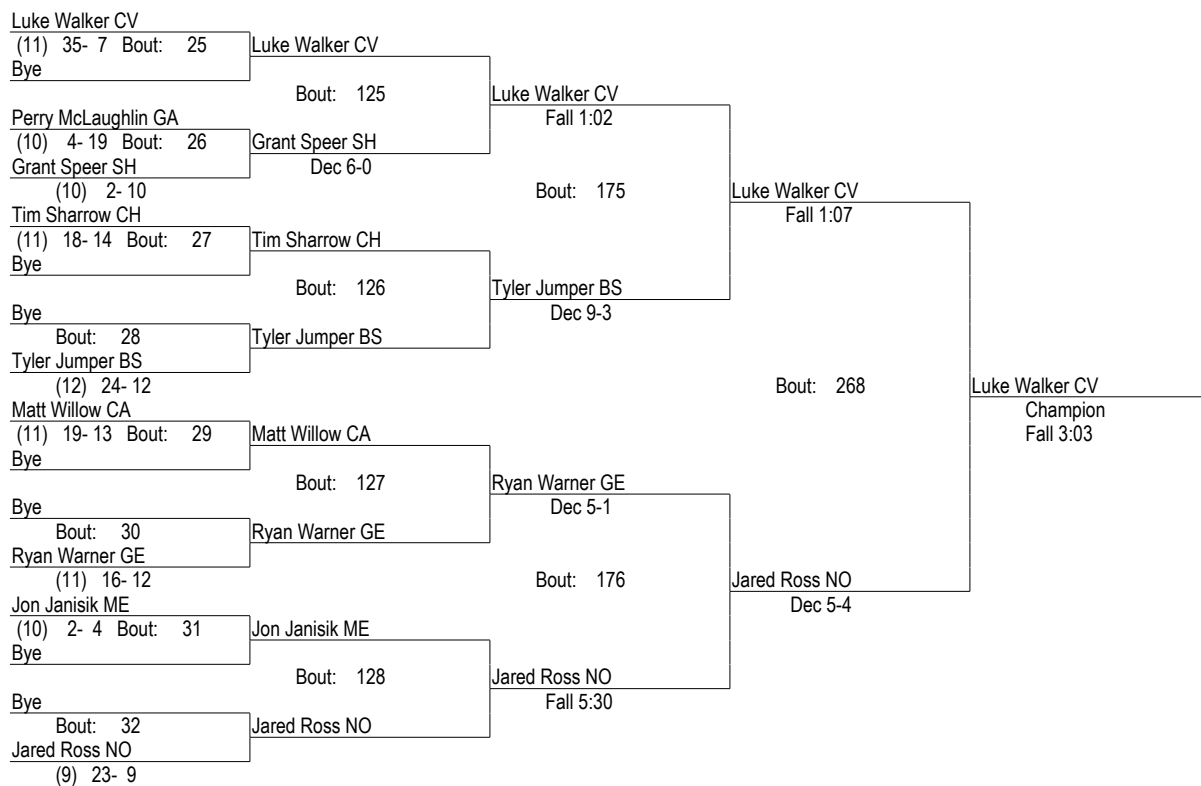 Luke Walker CV
(11) 35- 7 Bout: 25
Luke Walker CV
Bye
Bout: 125
Luke Walker CV
Perry McLaughlin GA
Fall 1:02
(10) 4- 19 Bout: 26
Grant Speer SH
Grant Speer SH
Dec 6-0
(10) 2- 10
Bout: 175
Luke Walker CV
Tim Sharrow CH
Fall 1:07
(11) 18- 14 Bout: 27
Tim Sharrow CH
Bye
Bout: 126
Tyler Jumper BS
Bye
Dec 9-3
Bout: 28
Tyler Jumper BS
Tyler Jumper BS
(12) 24- 12
Bout: 268
Luke Walker CV
Matt Willow CA
Champion
(11) 19- 13 Bout: 29
Matt Willow CA
Fall 3:03
Bye
Bout: 127
Ryan Warner GE
Bye
Dec 5-1
Bout: 30
Ryan Warner GE
Ryan Warner GE
(11) 16- 12
Bout: 176
Jared Ross NO
Jon Janisik ME
Dec 5-4
(10) 2- 4 Bout: 31
Jon Janisik ME
Bye
Bout: 128
Jared Ross NO
Bye
Fall 5:30
Bout: 32
Jared Ross NO
Jared Ross NO
(9) 23- 9